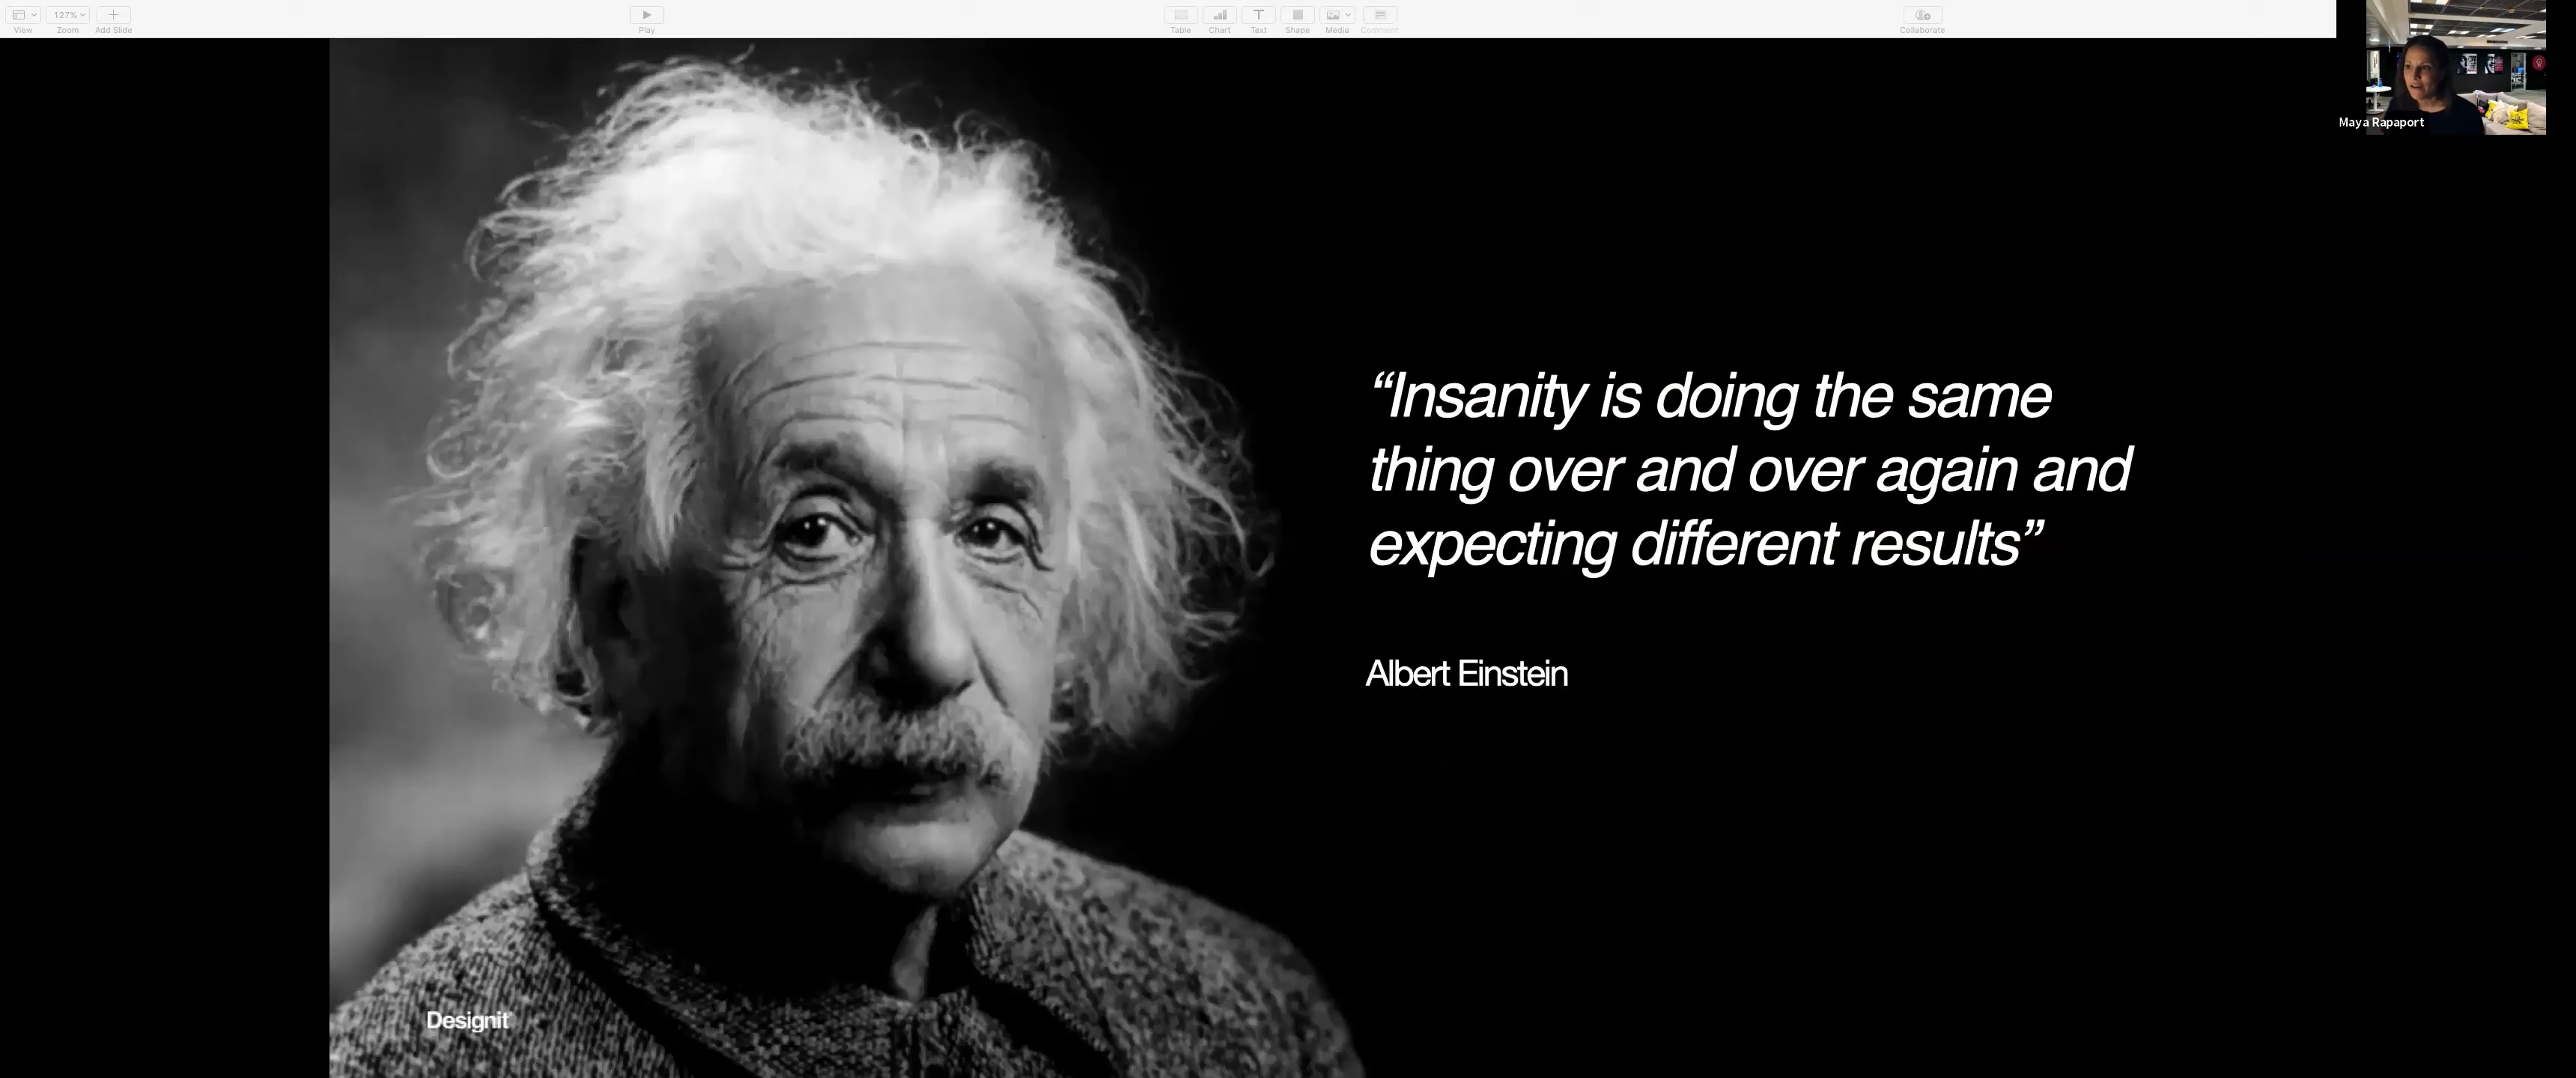 127%
View
Zoom
Add Slide
Play
Table
Chart
Text
Shape
Media
Comment
Collaborate
Maya Rapaport
“Insanity is doing the same
thing over and over again and
expecting different results”
Albert Einstein
Designit